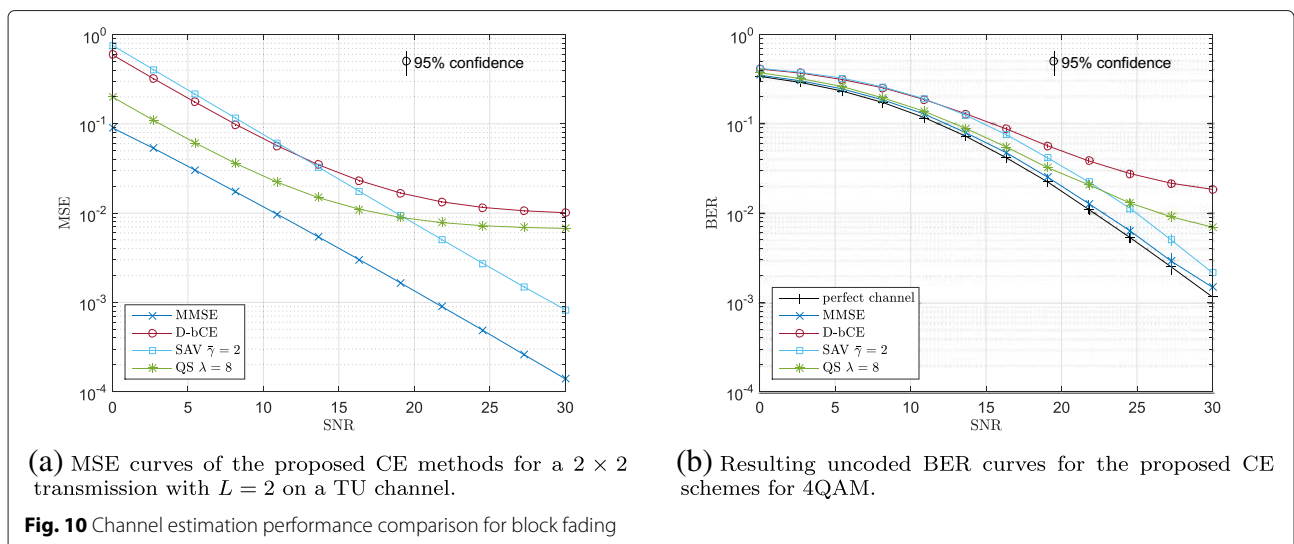 10^0
10^-1
10^-2
10^-3
10^-4
MSE
0 5 10 15 20 25 30
SNR
95% confidence
MMSE
D-bCE
SAV γ̄ = 2
QS λ = 8
(a) MSE curves of the proposed CE methods for a 2 × 2
transmission with L = 2 on a TU channel.
10^0
10^-1
10^-2
10^-3
10^-4
BER
0 5 10 15 20 25 30
SNR
95% confidence
perfect channel
MMSE
D-bCE
SAV γ̄ = 2
QS λ = 8
(b) Resulting uncoded BER curves for the proposed CE
schemes for 4QAM.
Fig. 10 Channel estimation performance comparison for block fading